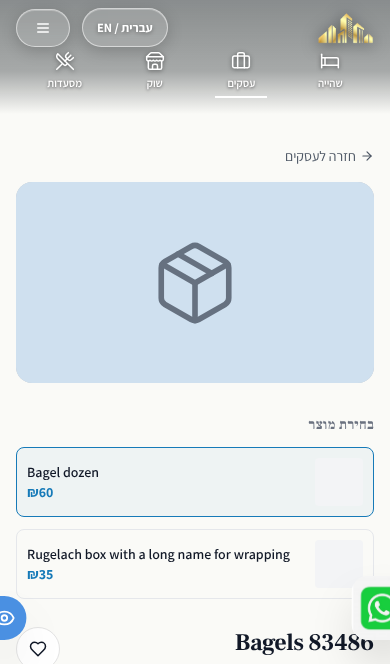 עברית / EN
שהייה
עסקים
שוק
מסעדות
חזרה לעסקים
בחירת מוצר
Bagel dozen
₪60
Rugelach box with a long name for wrapping
₪35
Bagels 83486